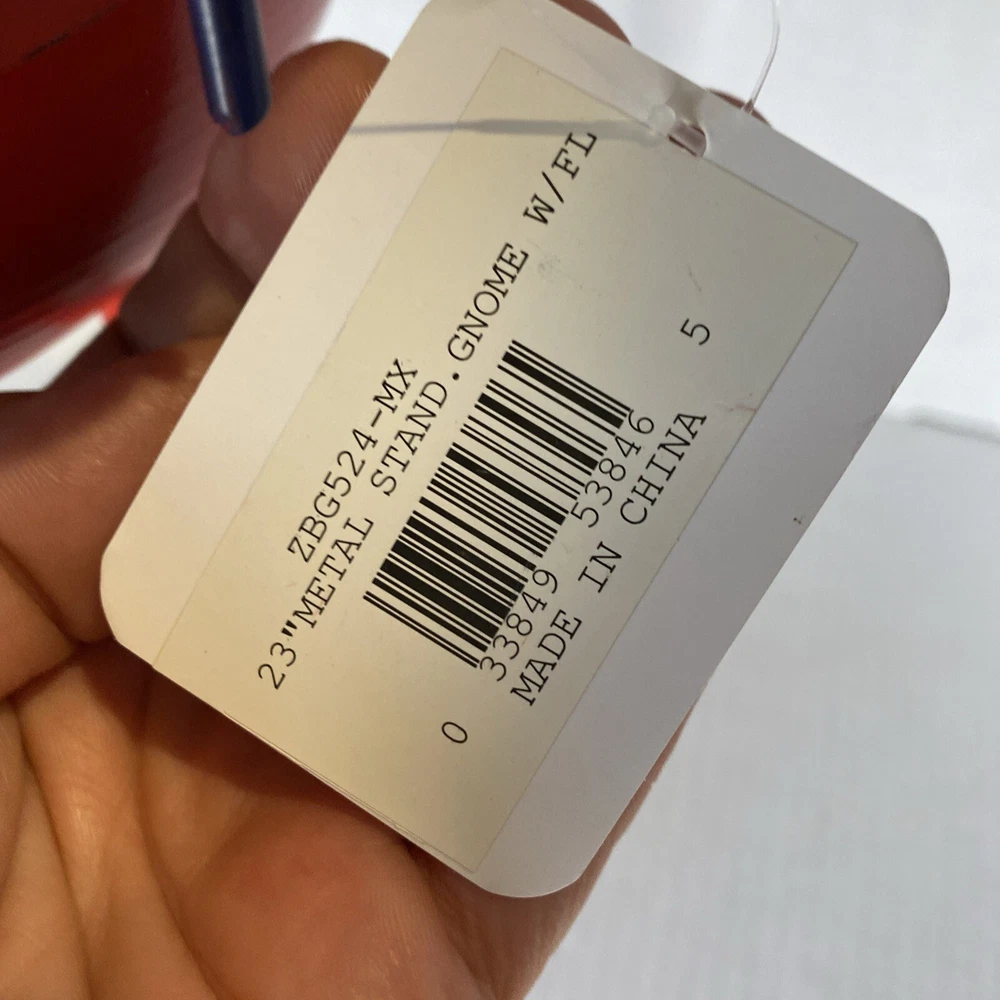 ZBG524-MX
23"METAL STAND.GNOME W/FL
0 33849 53846 5
MADE IN CHINA